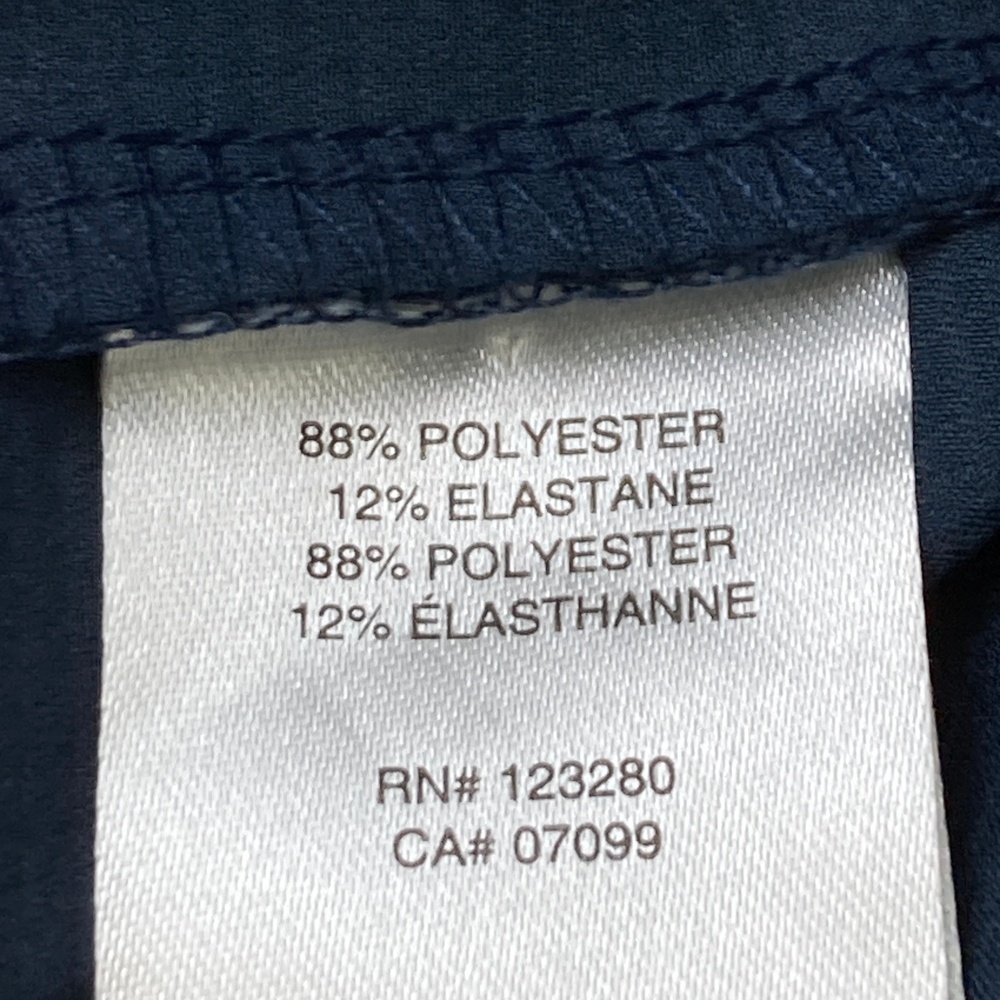 88% POLYESTER
12% ELASTANE
88% POLYESTER
12% ÉLASTHANNE
RN# 123280
CA# 07099